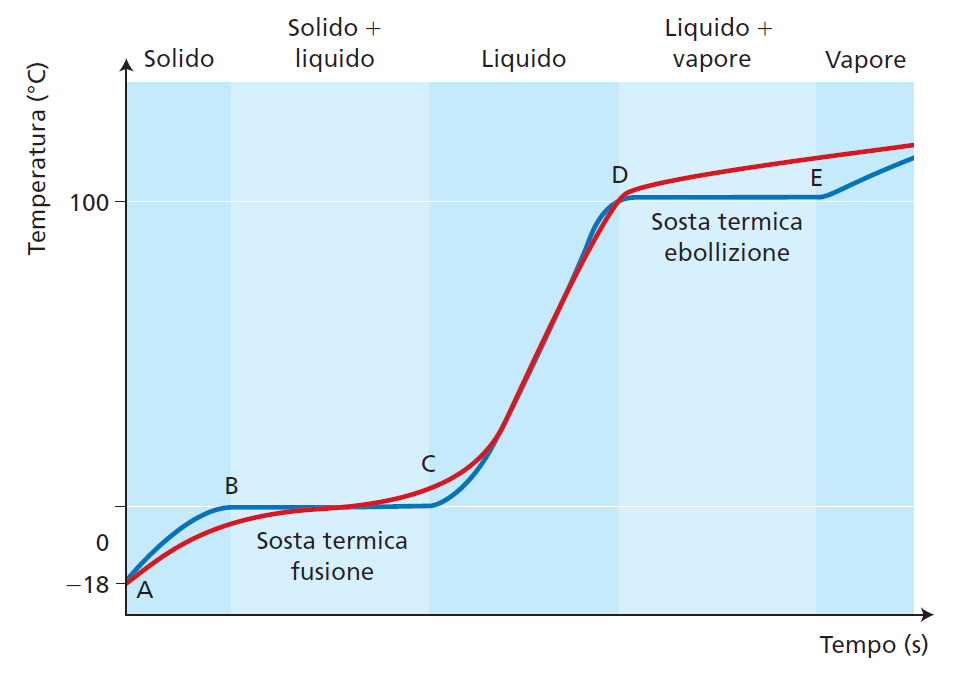 Solido
Solido +
liquido
Liquido
Liquido +
vapore
Vapore
Temperatura (°C)
100
0
−18
A
B
C
D
E
Sosta termica
ebollizione
Sosta termica
fusione
Tempo (s)